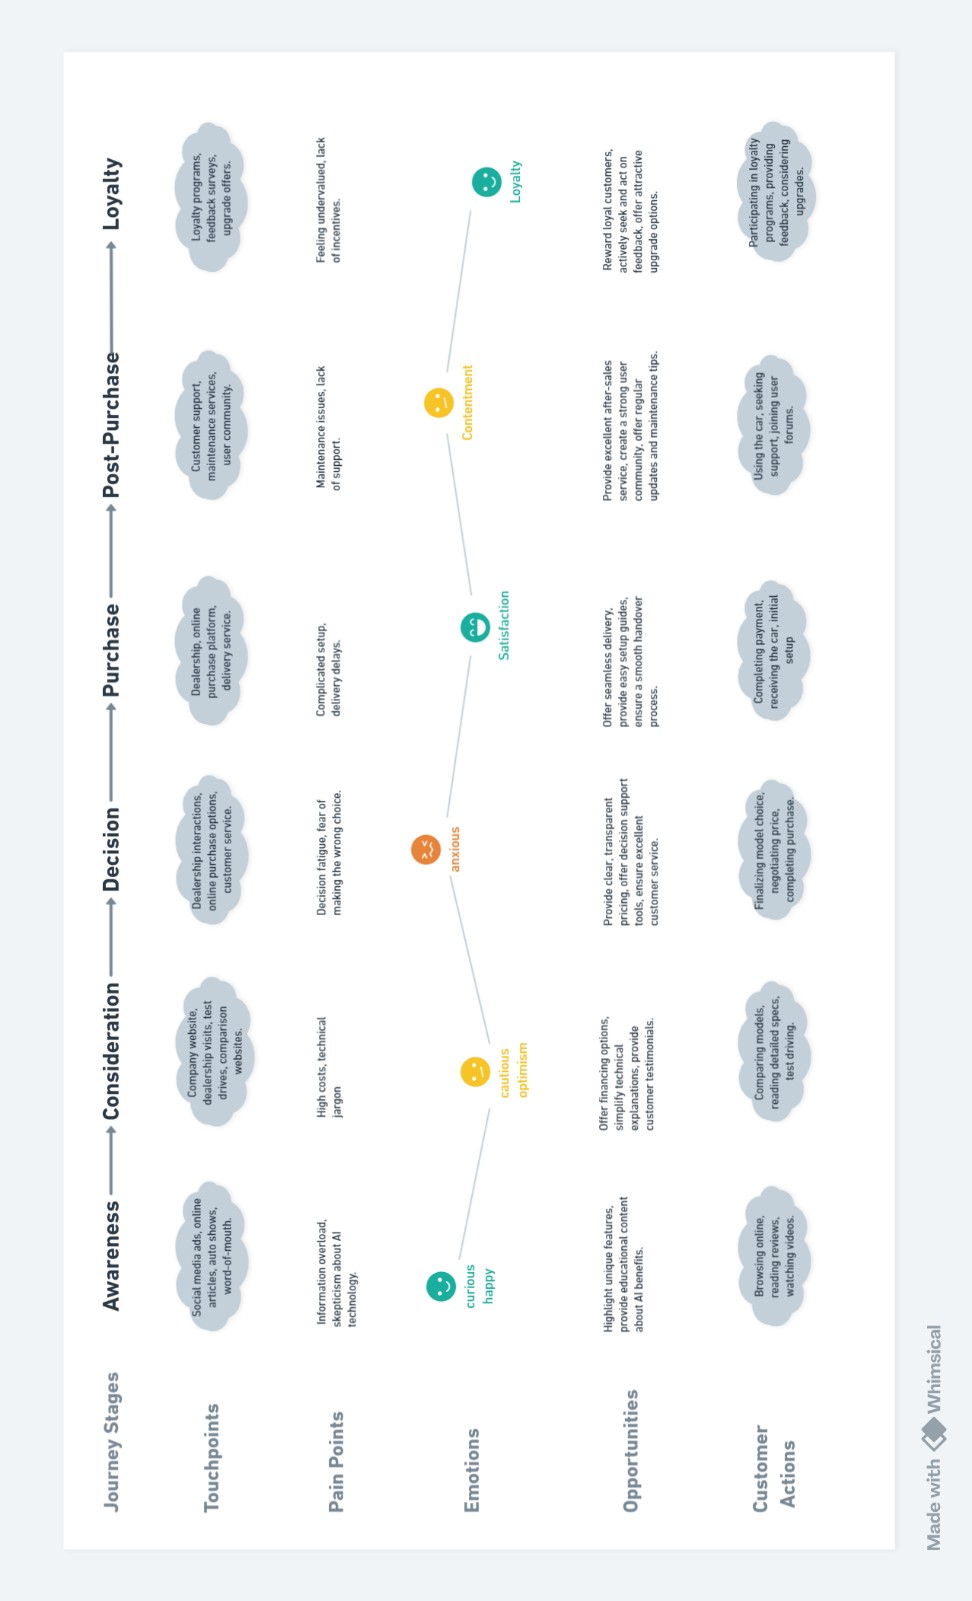 Journey Stages
Awareness
Consideration
Decision
Purchase
Post-Purchase
Loyalty
Touchpoints
Social media ads, online
articles, auto shows,
word-of-mouth.
Company website,
dealership visits, test
drives, comparison
websites.
Dealership interactions,
online purchase options,
customer service.
Dealership, online
purchase platform,
delivery service.
Customer support,
maintenance services,
user community.
Loyalty programs,
feedback surveys,
upgrade offers.
Pain Points
Information overload,
skepticism about AI
technology.
High costs, technical
jargon
Decision fatigue, fear of
making the wrong choice.
Complicated setup,
delivery delays.
Maintenance issues, lack
of support.
Feeling undervalued, lack
of incentives.
Emotions
curious
happy
cautious
optimism
anxious
Satisfaction
Contentment
Loyalty
Opportunities
Highlight unique features,
provide educational content
about AI benefits.
Offer financing options,
simplify technical
explanations, provide
customer testimonials.
Provide clear, transparent
pricing, offer decision support
tools, ensure excellent
customer service.
Offer seamless delivery,
provide easy setup guides,
ensure a smooth handover
process.
Provide excellent after-sales
service, create a strong user
community, offer regular
updates and maintenance tips.
Reward loyal customers,
actively seek and act on
feedback, offer attractive
upgrade options.
Customer
Actions
Browsing online,
reading reviews,
watching videos.
Comparing models,
reading detailed specs,
test driving.
Finalizing model choice,
negotiating price,
completing purchase.
Completing payment,
receiving the car, initial
setup
Using the car, seeking
support, joining user
forums.
Participating in loyalty
programs, providing
feedback, considering
upgrades.
Made with Whimsical